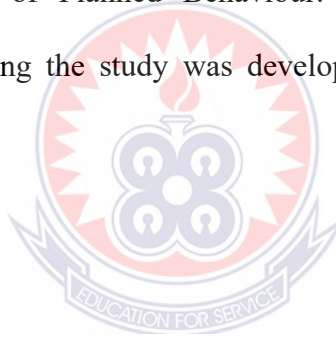 of Planned Behaviour.
ng the study was develop
EDUCATION FOR SERVICE